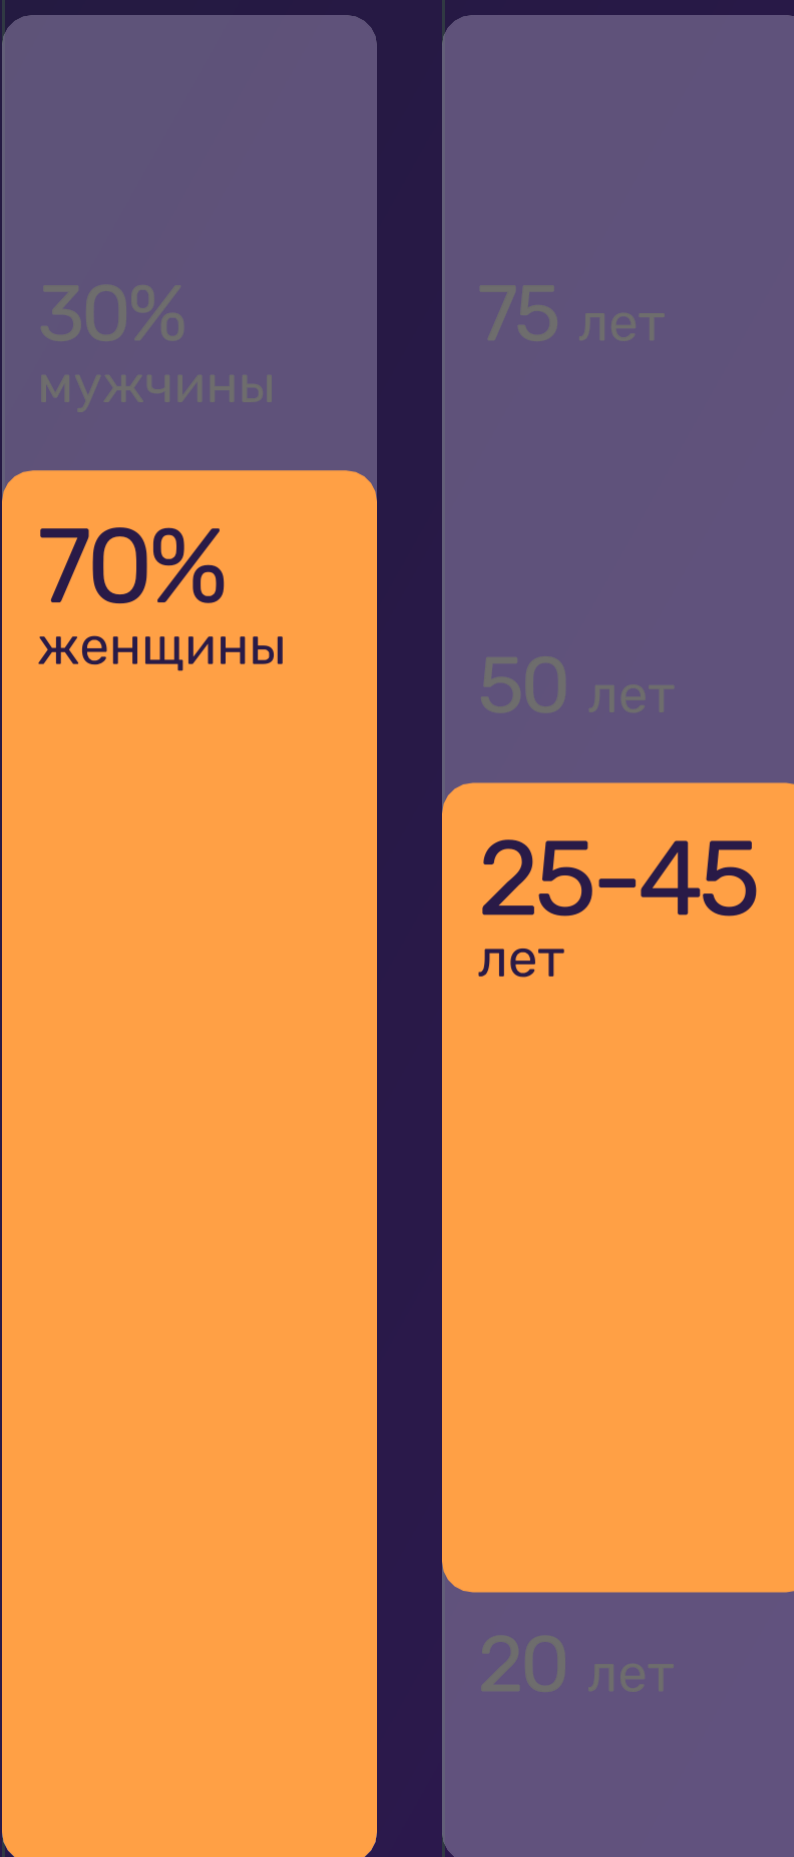 30%
мужчины
70%
женщины
75 лет
50 лет
25-45
лет
20 лет